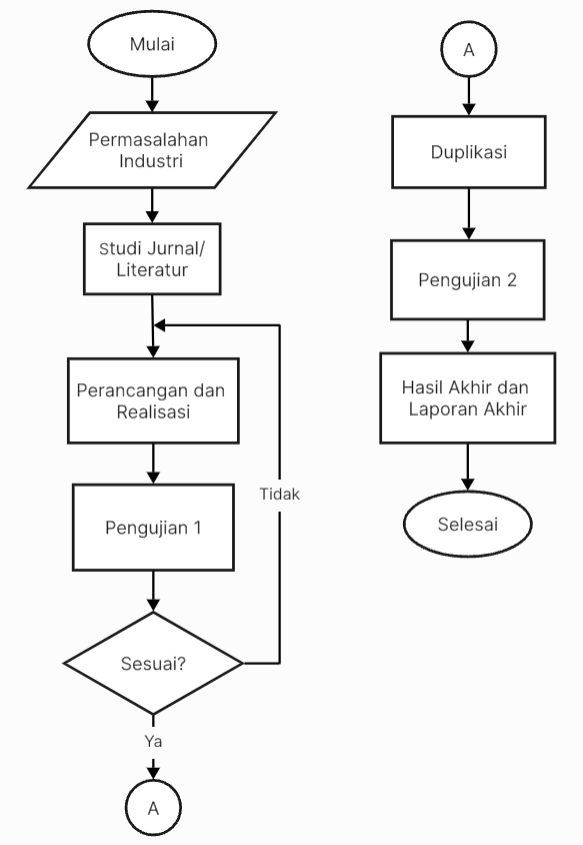 Mulai
Permasalahan
Industri
Studi Jurnal/
Literatur
Perancangan dan
Realisasi
Pengujian 1
Tidak
Sesuai?
Ya
A
A
Duplikasi
Pengujian 2
Hasil Akhir dan
Laporan Akhir
Selesai